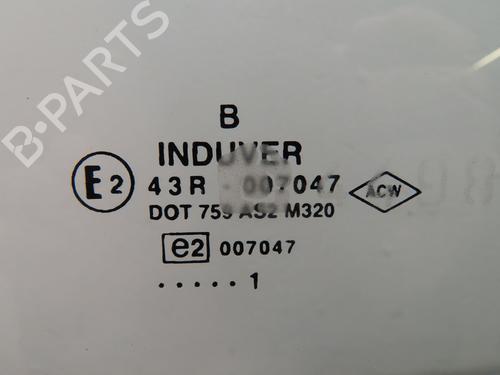 B·PARTS
B
INDUVER
E2 43R - 007047 ACW
DOT 759 AS2 M320
e2 007047
..... 1